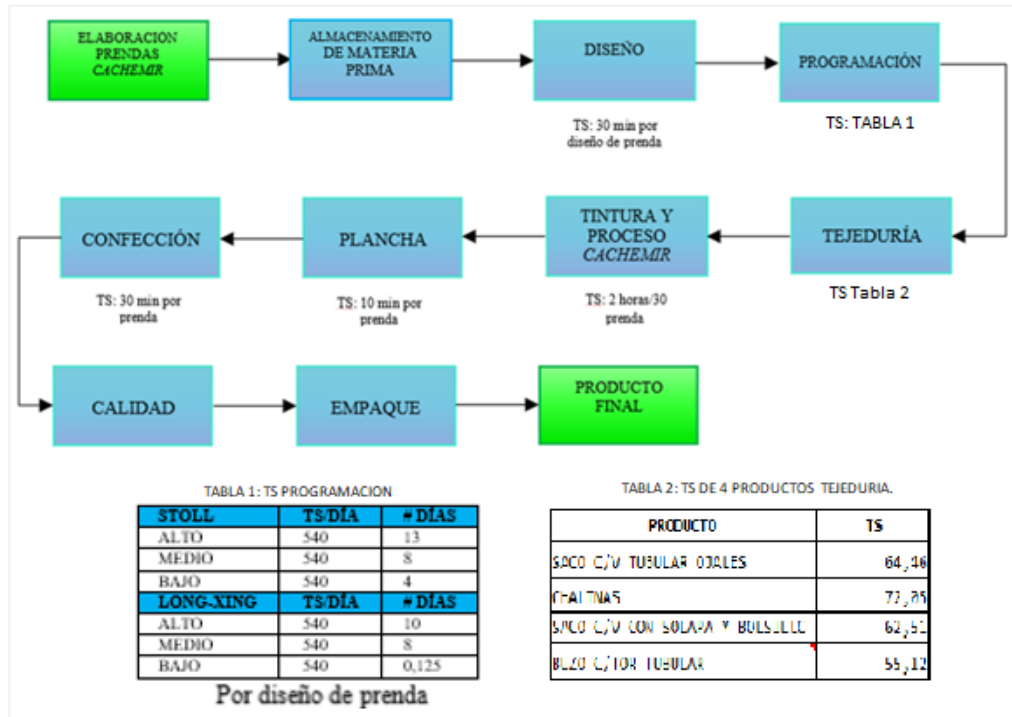 ELABORACION
PRENDAS
CACHEMIR
ALMACENAMIENTO
DE MATERIA
PRIMA
DISEÑO
PROGRAMACIÓN
TS: 30 min por
diseño de prenda
TS: TABLA 1
CONFECCIÓN
PLANCHA
TINTURA Y
PROCESO
CACHEMIR
TEJEDURÍA
TS: 30 min por
prenda
TS: 10 min por
prenda
TS: 2 horas/30
prenda
TS Tabla 2
CALIDAD
EMPAQUE
PRODUCTO
FINAL
TABLA 1: TS PROGRAMACION
STOLL TS/DÍA # DÍAS
ALTO 540 13
MEDIO 540 8
BAJO 540 4
LONG-XING TS/DÍA # DÍAS
ALTO 540 10
MEDIO 540 8
BAJO 540 0,125
Por diseño de prenda
TABLA 2: TS DE 4 PRODUCTOS TEJEDURIA.
PRODUCTO TS
SACO C/V TUBULAR OJALES 64,46
CHALINAS
SACO C/V CON SOLAPA Y BOLSILLO 62,51
BUZO C/TOR TUBULAR 55,12